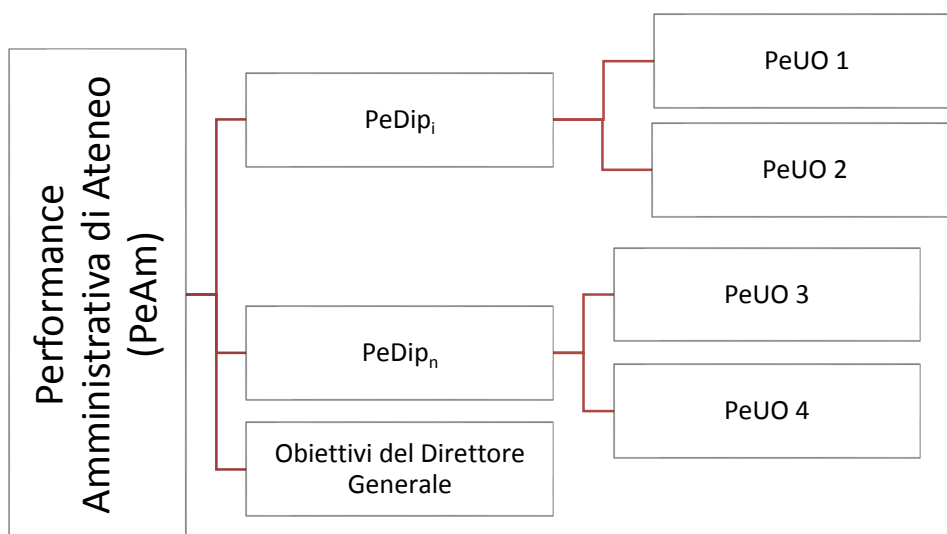 Performance
Amministrativa di Ateneo
(PeAm)
PeDipᵢ
PeUO 1
PeUO 2
PeDipₙ
PeUO 3
PeUO 4
Obiettivi del Direttore
Generale